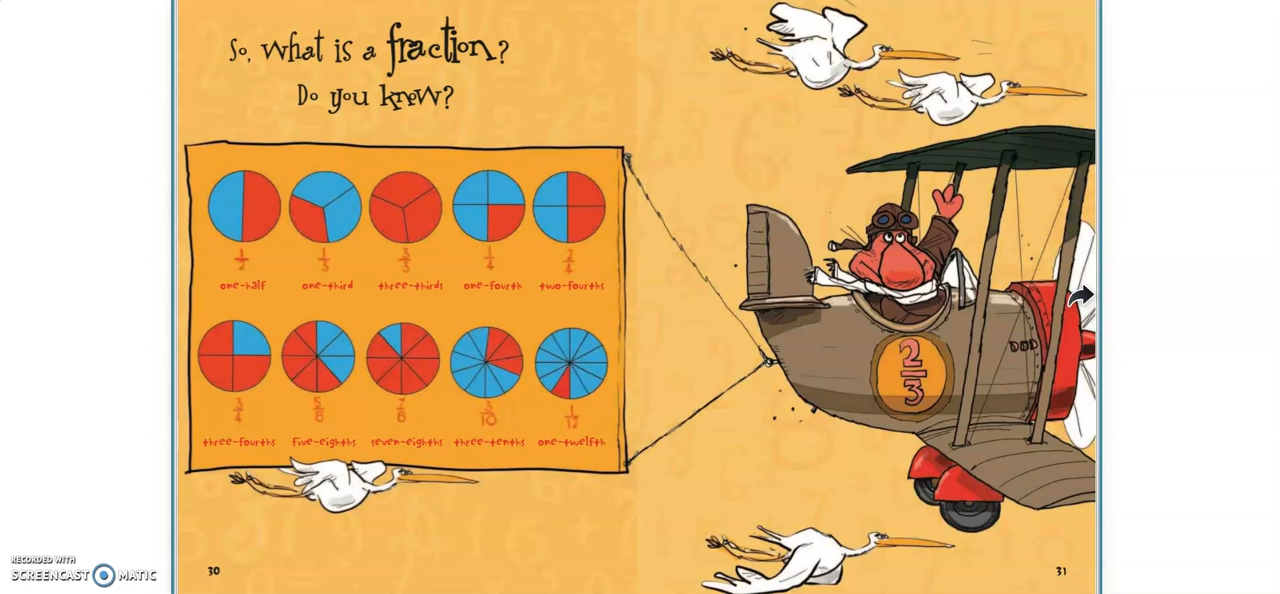 So, what is a fraction?
Do you know?
1/2 1/3 3/3 1/4 2/4
one-half one-third three-thirds one-fourth two-fourths
3/4 5/8 7/8 3/10 1/12
three-fourths five-eighths seven-eighths three-tenths one-twelfth
2/3
30
31
RECORDED WITH
SCREENCAST MATIC